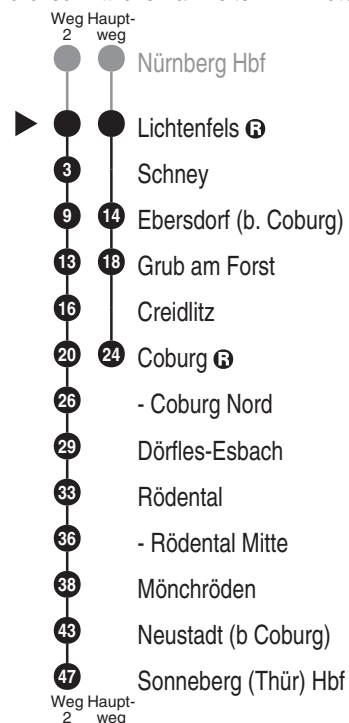 Weg Haupt-
2 weg
Nürnberg Hbf
Lichtenfels R
3 Schney
9 14 Ebersdorf (b. Coburg)
13 18 Grub am Forst
16 Creidlitz
20 24 Coburg R
26 - Coburg Nord
29 Dörfles-Esbach
33 Rödental
36 - Rödental Mitte
38 Mönchröden
43 Neustadt (b Coburg)
47 Sonneberg (Thür) Hbf
Weg Haupt-
2 weg